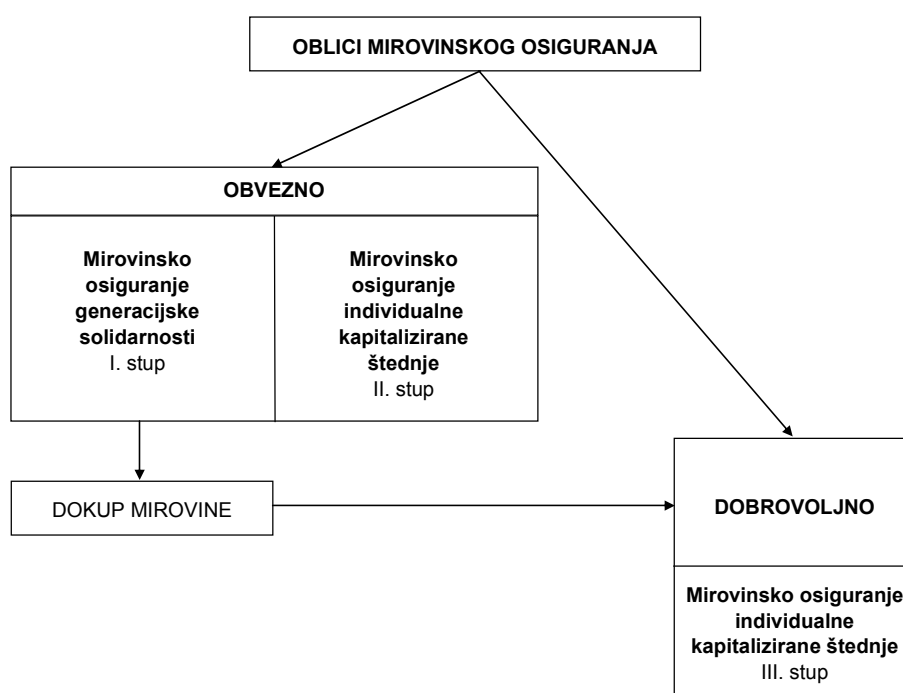 OBLICI MIROVINSKOG OSIGURANJA
OBVEZNO
Mirovinsko
osiguranje
generacijske
solidarnosti
I. stup
Mirovinsko
osiguranje
individualne
kapitalizirane
štednje
II. stup
DOKUP MIROVINE
DOBROVOLJNO
Mirovinsko osiguranje
individualne
kapitalizirane štednje
III. stup